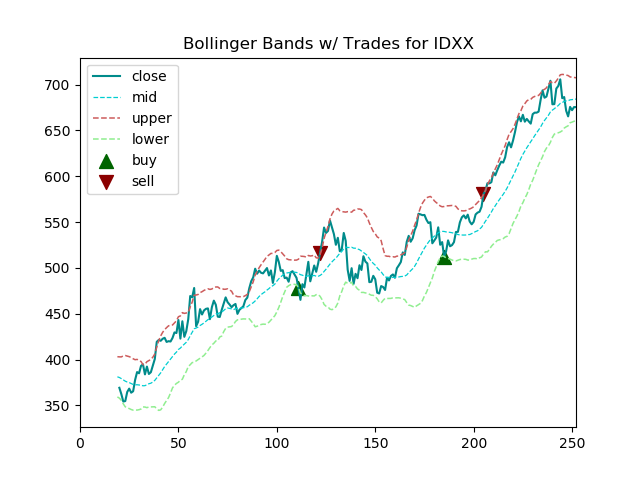 Bollinger Bands w/ Trades for IDXX
close
mid
upper
lower
buy
sell
700
650
600
550
500
450
400
350
0 50 100 150 200 250